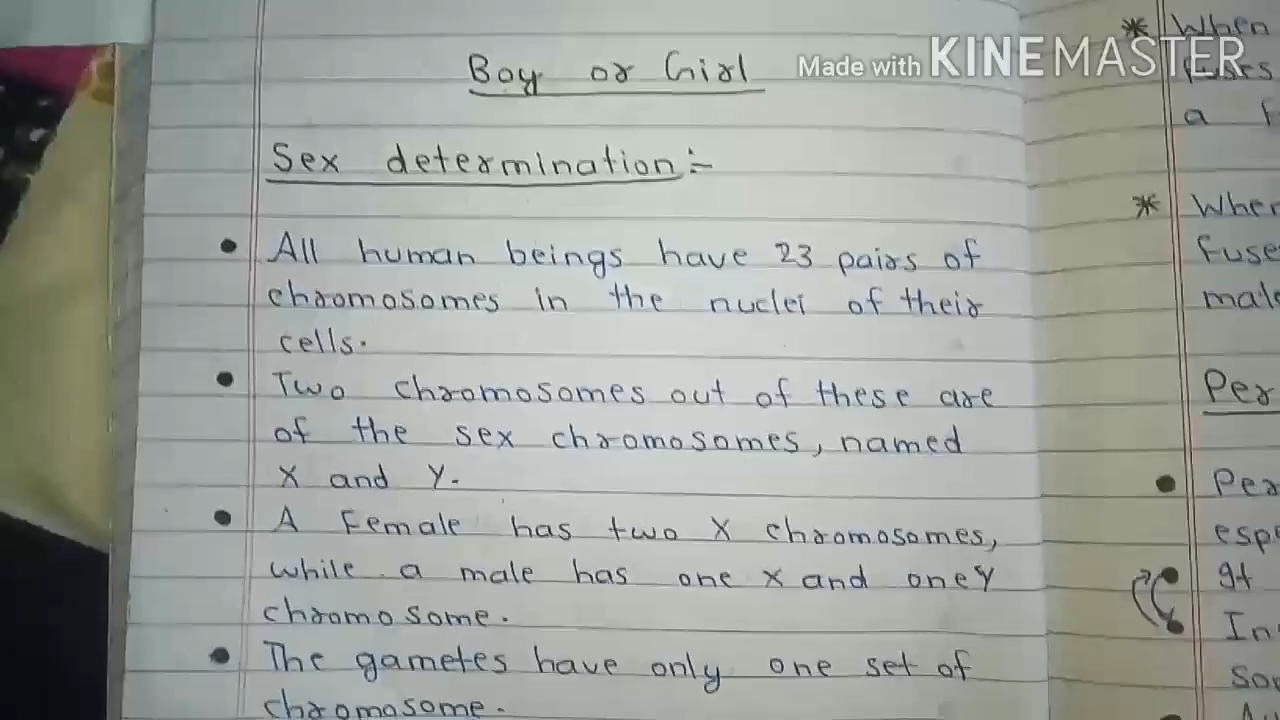 Boy or Girl
Made with KINEMASTER
Sex determination :-
• All human beings have 23 pairs of
chromosomes in the nuclei of their
cells.
• Two chromosomes out of these are
of the sex chromosomes, named
X and Y.
• A Female has two X chromosomes,
while a male has one X and one Y
chromosome.
• The gametes have only one set of
chromosome.
* When
a
*
fuse
male
Per
•
esp
It
In